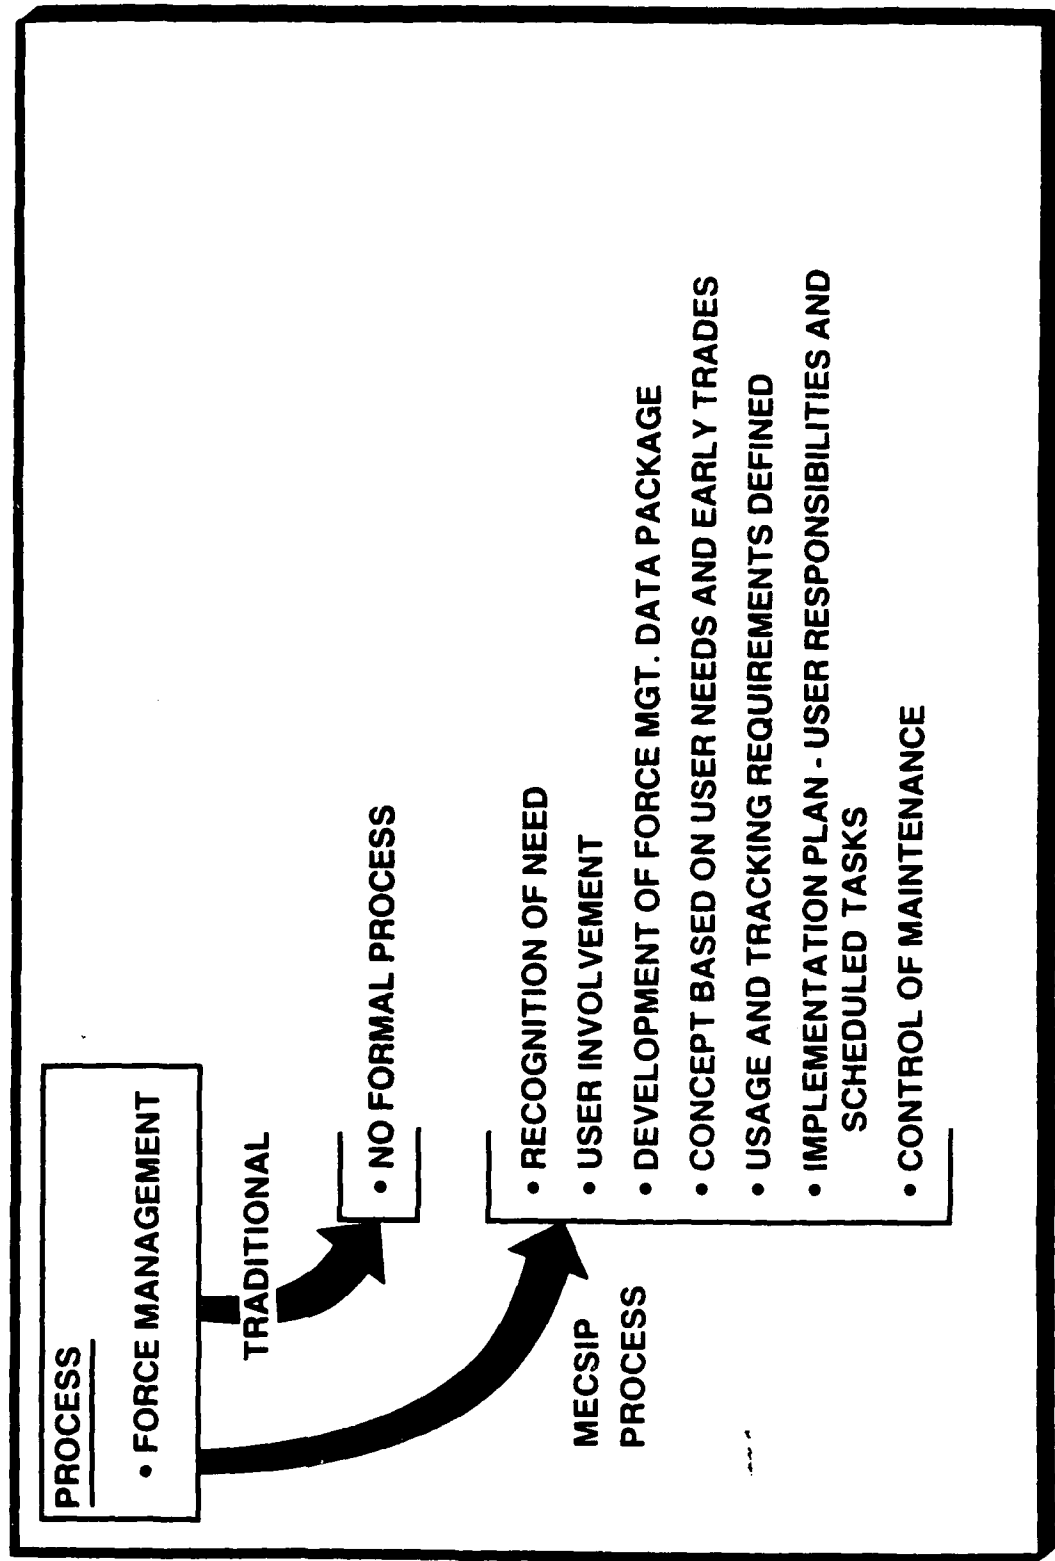 PROCESS
• FORCE MANAGEMENT
TRADITIONAL
• NO FORMAL PROCESS
MECSIP
PROCESS
• RECOGNITION OF NEED
• USER INVOLVEMENT
• DEVELOPMENT OF FORCE MGT. DATA PACKAGE
• CONCEPT BASED ON USER NEEDS AND EARLY TRADES
• USAGE AND TRACKING REQUIREMENTS DEFINED
• IMPLEMENTATION PLAN - USER RESPONSIBILITIES AND
SCHEDULED TASKS
• CONTROL OF MAINTENANCE